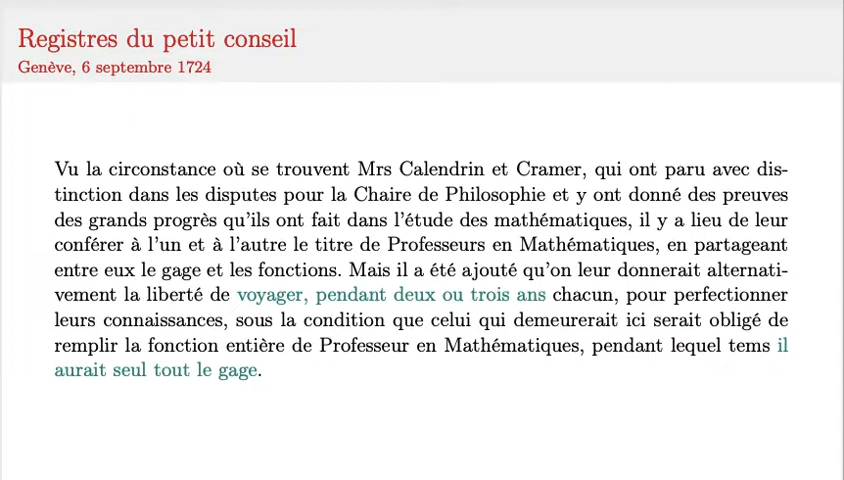 Registres du petit conseil
Genève, 6 septembre 1724
Vu la circonstance où se trouvent Mrs Calendrin et Cramer, qui ont paru avec dis-
tinction dans les disputes pour la Chaire de Philosophie et y ont donné des preuves
des grands progrès qu'ils ont fait dans l'étude des mathématiques, il y a lieu de leur
conférer à l'un et à l'autre le titre de Professeurs en Mathématiques, en partageant
entre eux le gage et les fonctions. Mais il a été ajouté qu'on leur donnerait alternati-
vement la liberté de voyager, pendant deux ou trois ans chacun, pour perfectionner
leurs connaissances, sous la condition que celui qui demeurerait ici serait obligé de
remplir la fonction entière de Professeur en Mathématiques, pendant lequel tems il
aurait seul tout le gage.